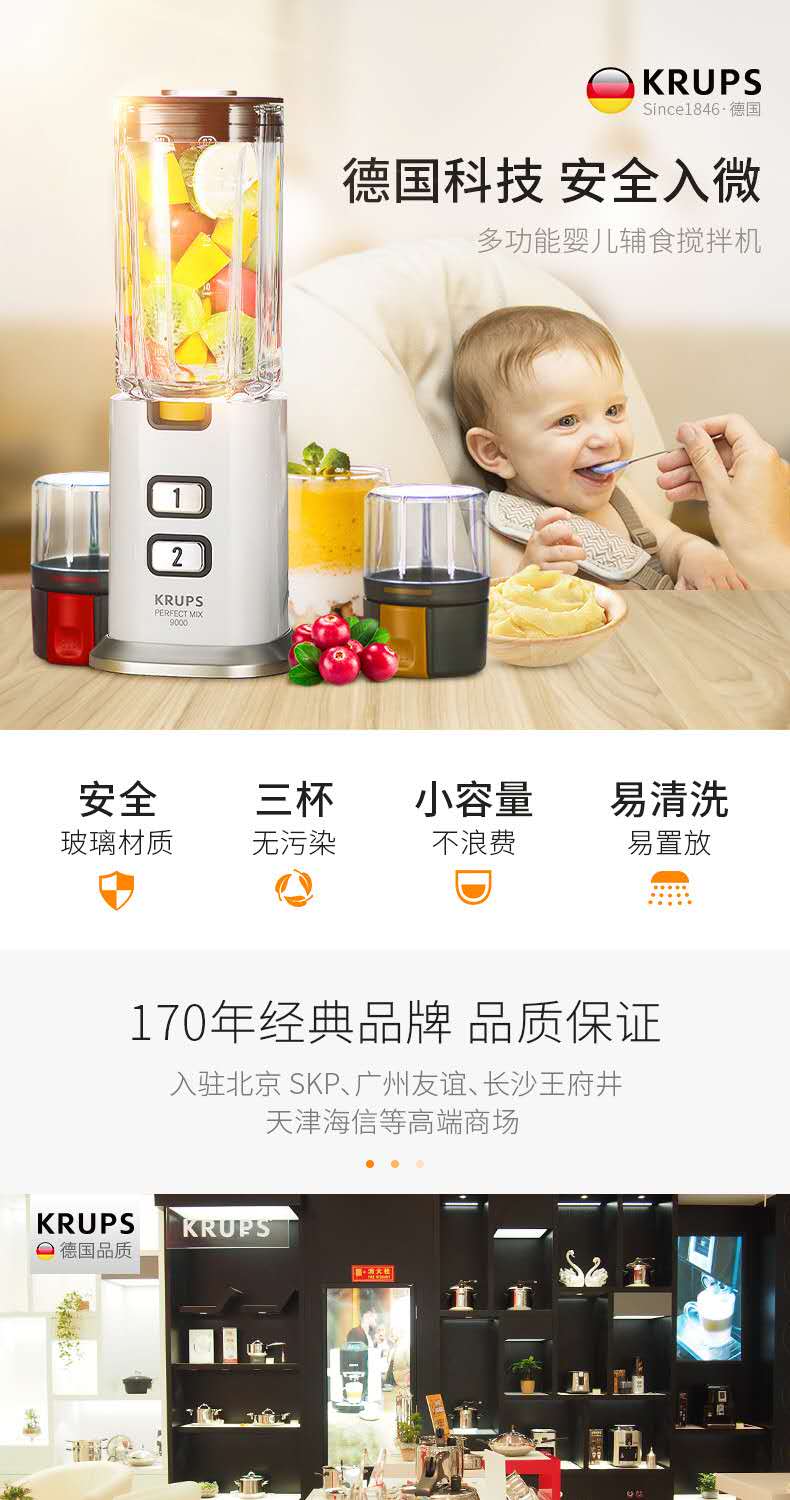 KRUPS
Since1846·德国
德国科技 安全入微
多功能婴儿辅食搅拌机
1
2
KRUPS
PERFECT MIX
9000
安全
玻璃材质
三杯
无污染
小容量
不浪费
易清洗
易置放
170年经典品牌 品质保证
入驻北京 SKP、广州友谊、长沙王府井
天津海信等高端商场
KRUPS
德国品质
KRUPS
消火栓